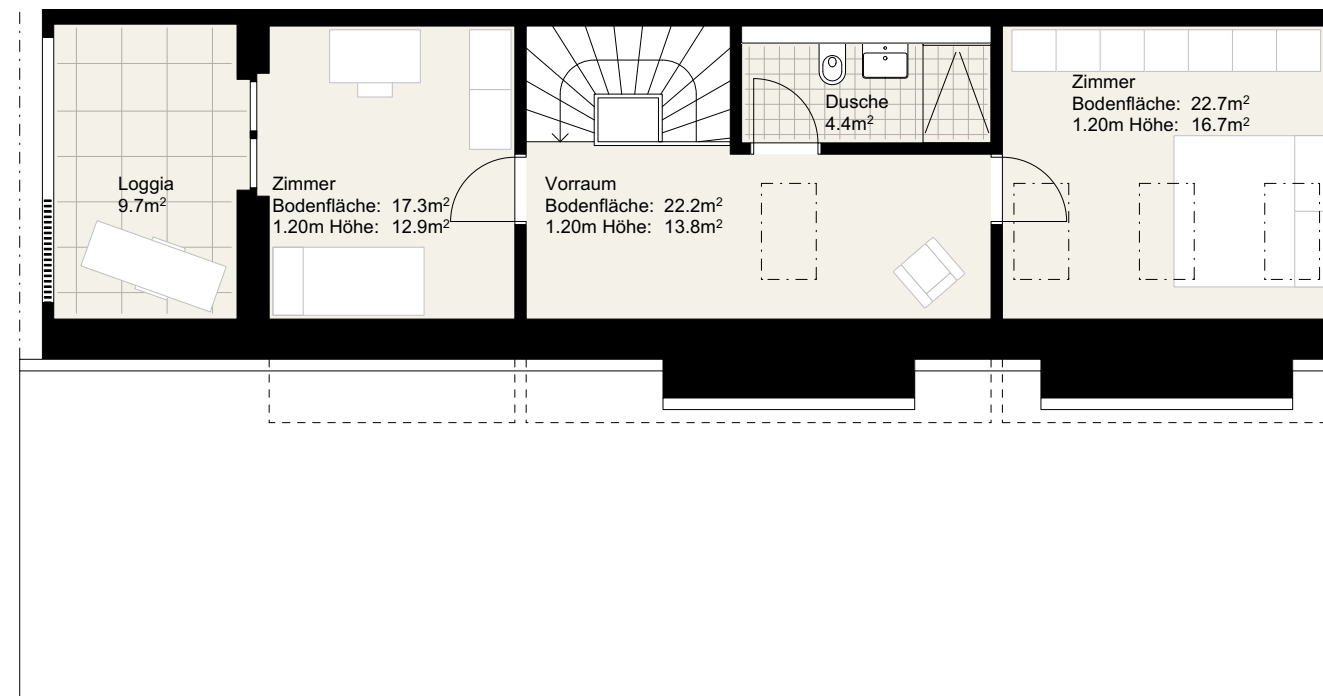 Loggia
9.7m²
Zimmer
Bodenfläche: 17.3m²
1.20m Höhe: 12.9m²
Vorraum
Bodenfläche: 22.2m²
1.20m Höhe: 13.8m²
Dusche
4.4m²
Zimmer
Bodenfläche: 22.7m²
1.20m Höhe: 16.7m²